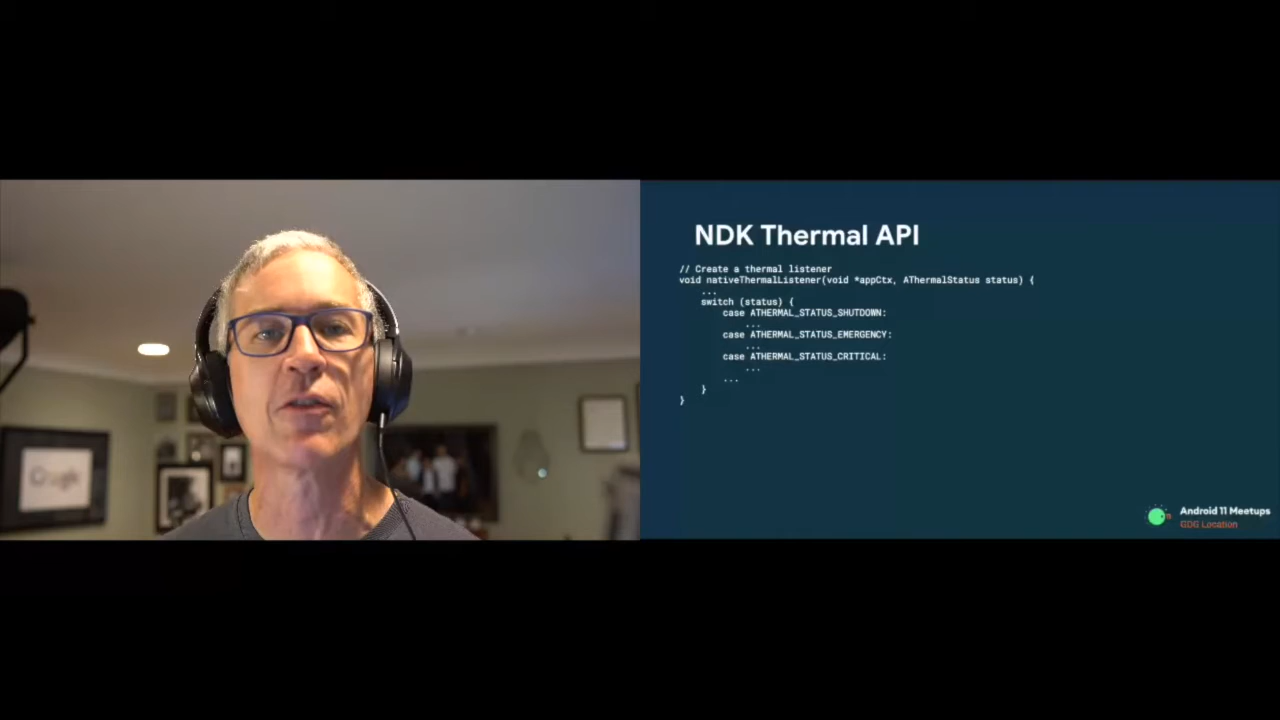 NDK Thermal API
// Create a thermal listener
void nativeThermalListener(void *appCtx, AThermalStatus status) {
...
switch (status) {
case ATHERMAL_STATUS_SHUTDOWN:
...
case ATHERMAL_STATUS_EMERGENCY:
...
case ATHERMAL_STATUS_CRITICAL:
...
...
}
}
Android 11 Meetups
GDG Location
Google